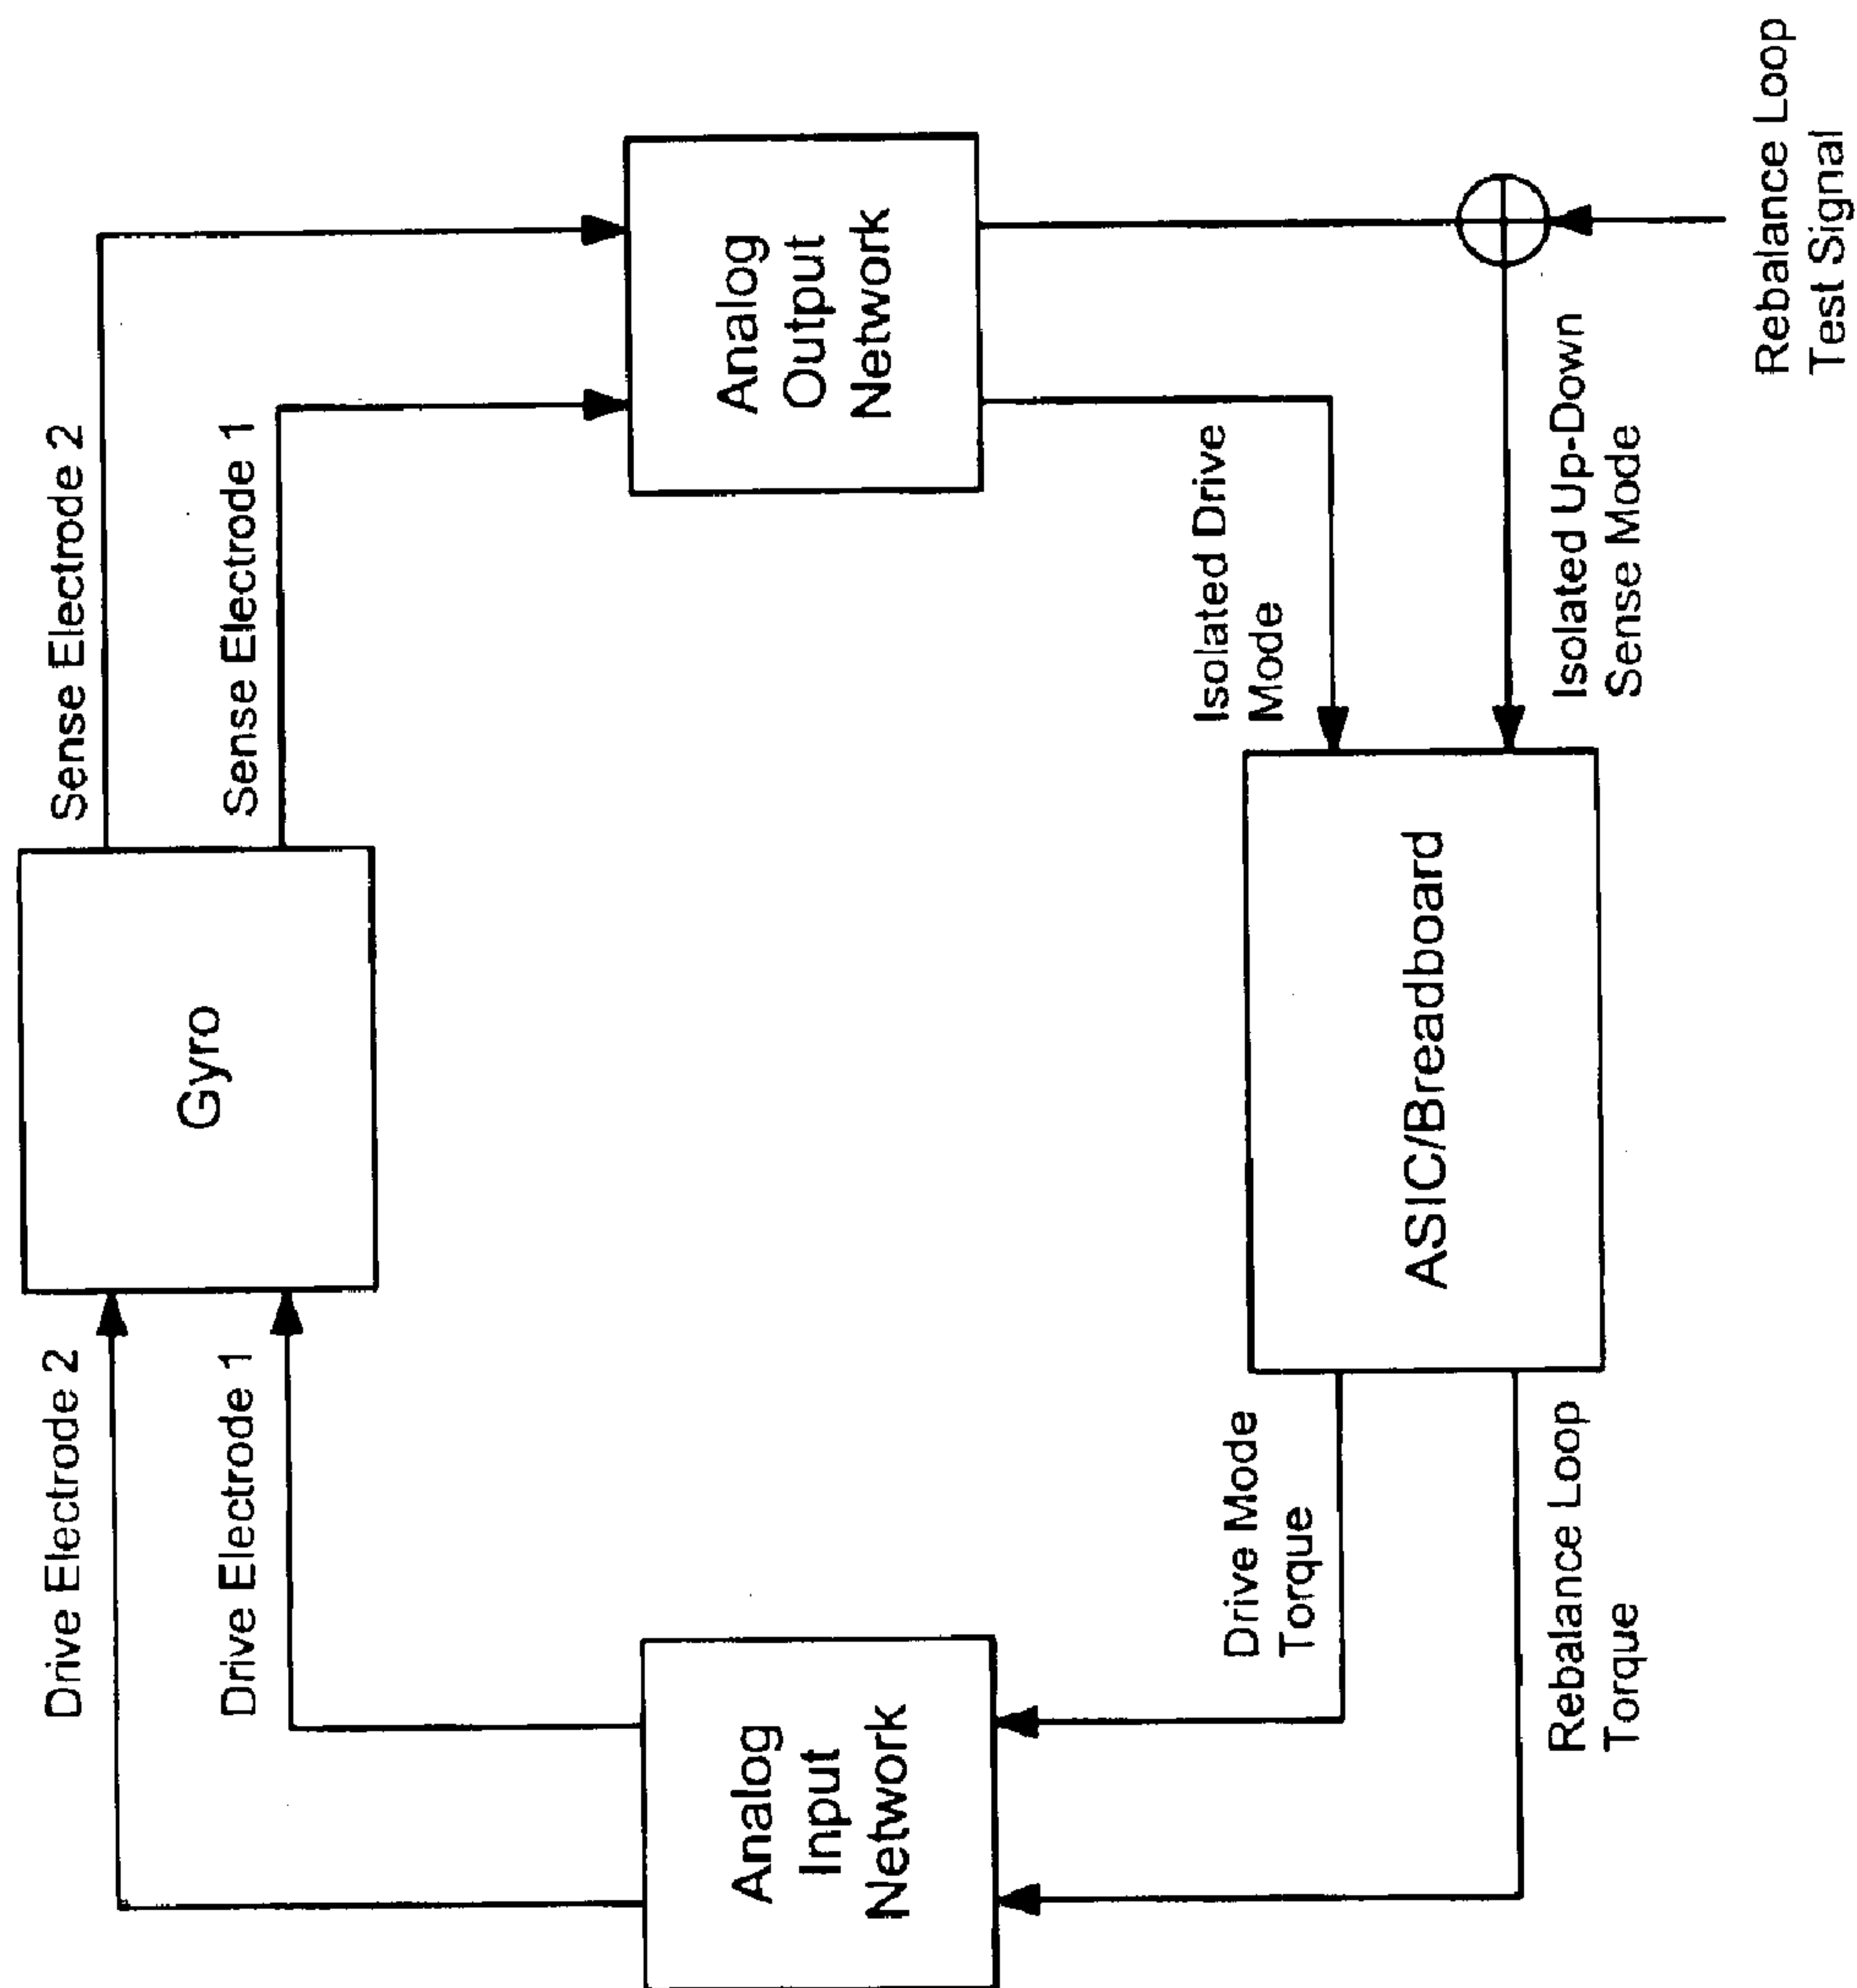 Drive Electrode 2
Drive Electrode 1
Gyro
Sense Electrode 2
Sense Electrode 1
Analog
Input
Network
Analog
Output
Network
Drive Mode
Torque
Rebalance Loop
Torque
ASIC/Breadboard
Isolated Drive
Mode
Isolated Up-Down
Sense Mode
Rebalance Loop
Test Signal